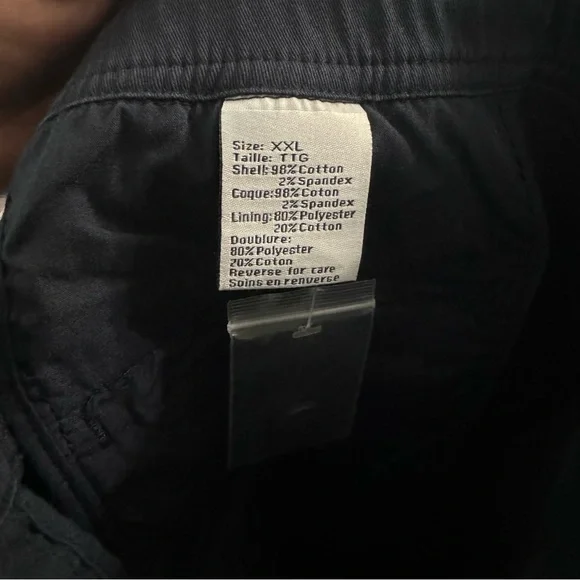 Size: XXL
Taille: TTG
Shell:98%Cotton
2%Spandex
Coque:98%Coton
2%Spandex
Lining:80%Polyester
20%Cotton
Doublure:
80%Polyester
20%Coton
Reverse for care
Soins en renverse